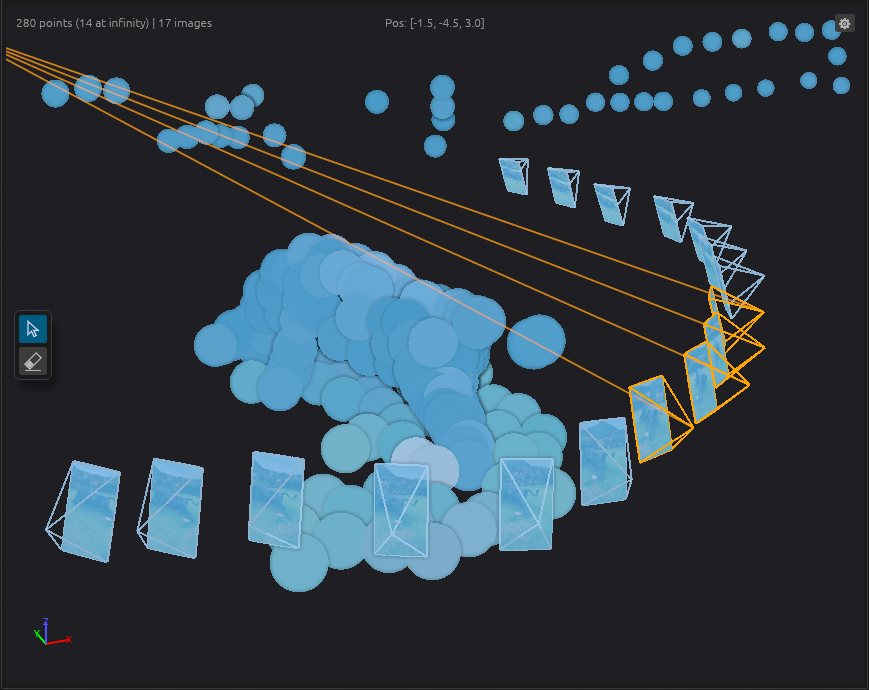 280 points (14 at infinity) | 17 images
Pos: [-1.5, -4.5, 3.0]
Z
Y
X